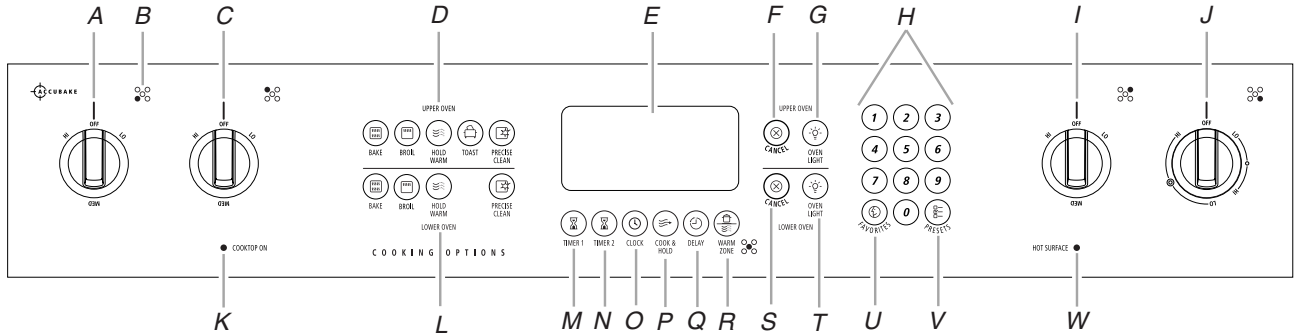 A B C D E F G H I J
ACCUBAKE
UPPER OVEN
UPPER OVEN
OFF
HI
LO
MED
OFF
HI
LO
MED
BAKE
BROIL
HOLD WARM
TOAST
PRECISE CLEAN
CANCEL
OVEN LIGHT
1 2 3
4 5 6
7 8 9
0
FAVORITES
PRESETS
OFF
HI
LO
MED
OFF
HI
LO
HI
LO
BAKE
BROIL
HOLD WARM
PRECISE CLEAN
LOWER OVEN
COOKING OPTIONS
CANCEL
OVEN LIGHT
LOWER OVEN
TIMER 1
TIMER 2
CLOCK
COOK & HOLD
DELAY
WARM ZONE
COOKTOP ON
HOT SURFACE
K L M N O P Q R S T U V W